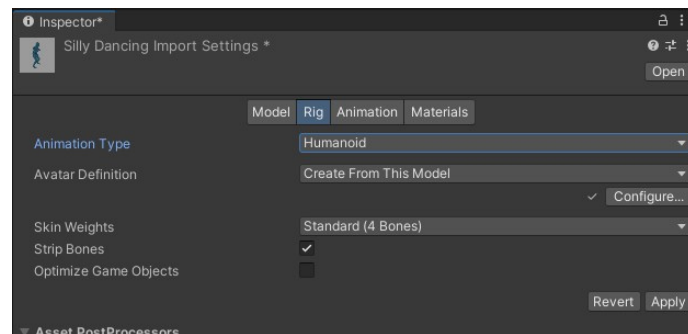 Inspector*
Silly Dancing Import Settings *
Open
Model Rig Animation Materials
Animation Type Humanoid
Avatar Definition Create From This Model
Configure...
Skin Weights Standard (4 Bones)
Strip Bones
Optimize Game Objects
Revert Apply
Asset PostProcessors